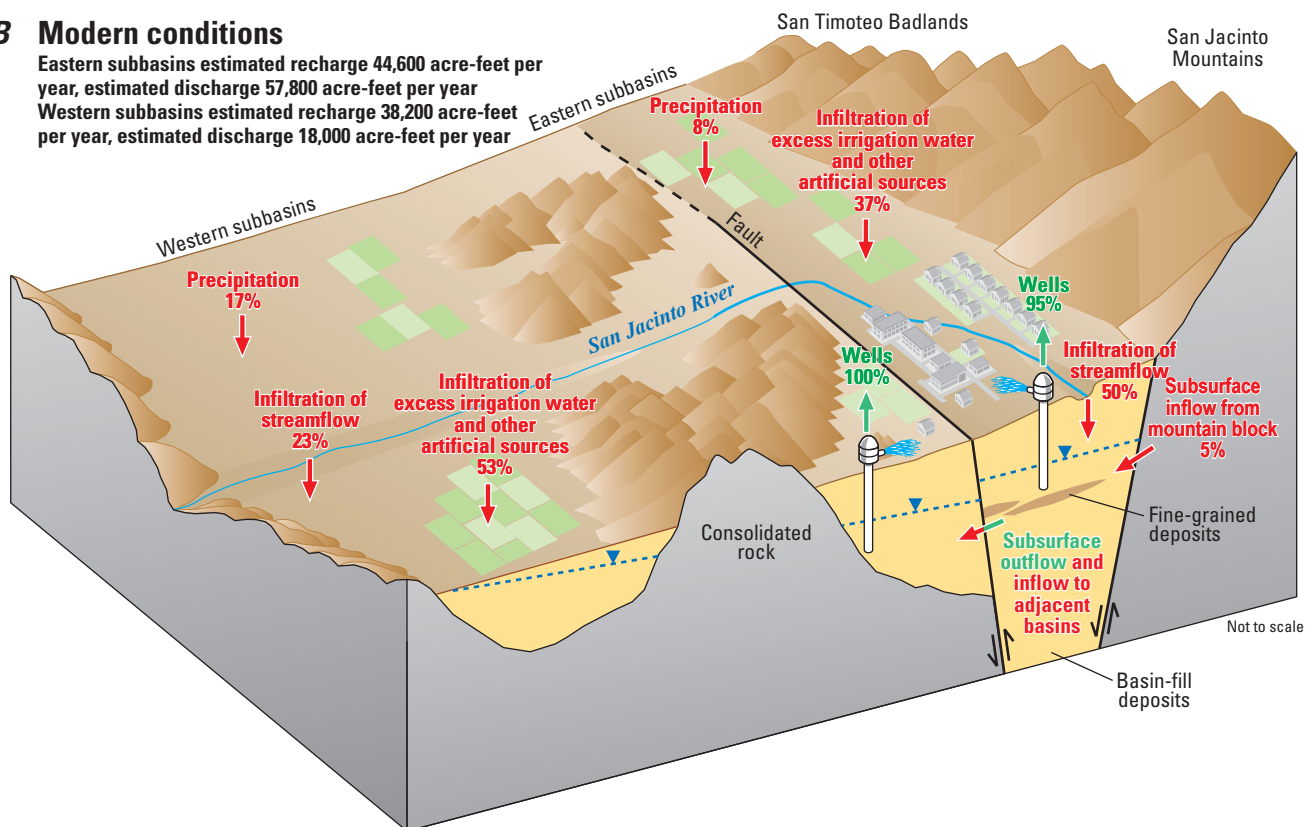 B Modern conditions
Eastern subbasins estimated recharge 44,600 acre-feet per
year, estimated discharge 57,800 acre-feet per year
Western subbasins estimated recharge 38,200 acre-feet
per year, estimated discharge 18,000 acre-feet per year
San Timoteo Badlands
San Jacinto
Mountains
Eastern subbasins
Western subbasins
Precipitation
8%
Infiltration of
excess irrigation water
and other
artificial sources
37%
Fault
Precipitation
17%
San Jacinto River
Wells
95%
Wells
100%
Infiltration of
streamflow
50%
Subsurface
inflow from
mountain block
5%
Infiltration of
streamflow
23%
Infiltration of
excess irrigation water
and other
artificial sources
53%
Consolidated
rock
Fine-grained
deposits
Subsurface
outflow and
inflow to
adjacent
basins
Not to scale
Basin-fill
deposits